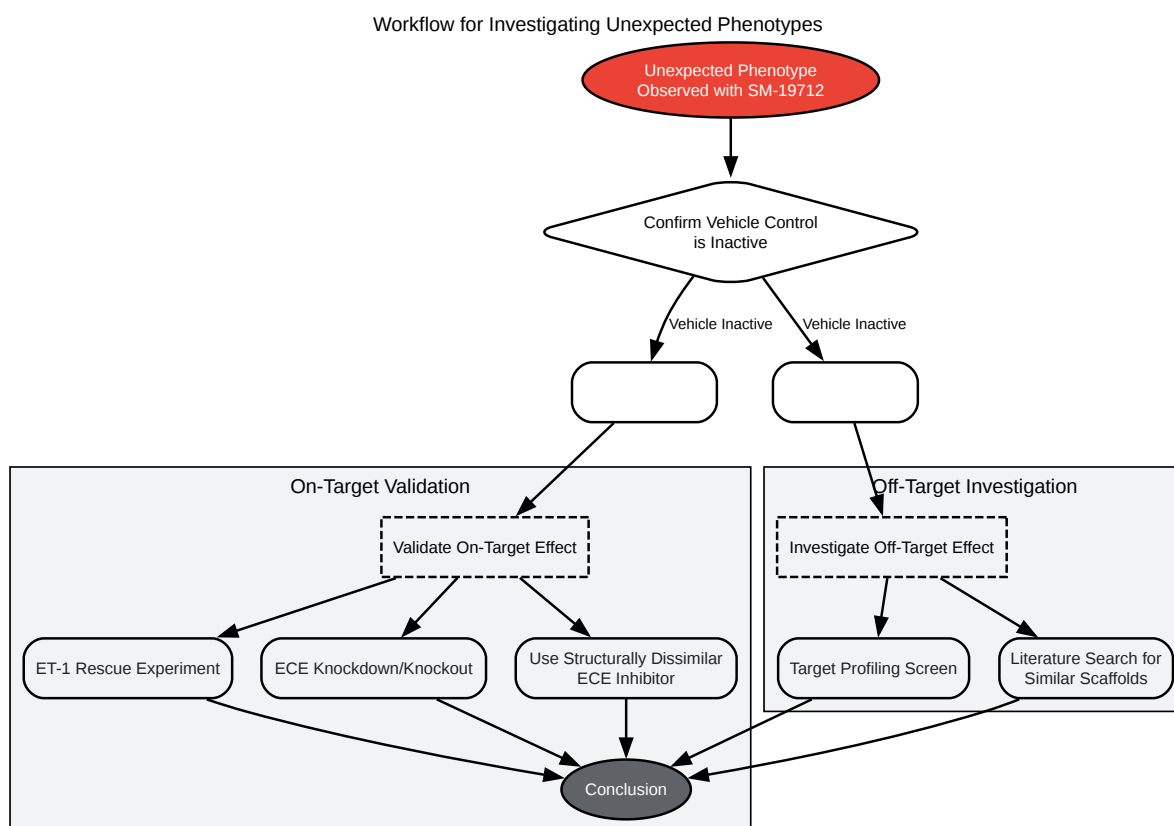 Workflow for Investigating Unexpected Phenotypes
Unexpected Phenotype
Observed with SM-19712
Confirm Vehicle Control
is Inactive
Vehicle Inactive
Vehicle Inactive
On-Target Validation
Off-Target Investigation
Validate On-Target Effect
Investigate Off-Target Effect
ET-1 Rescue Experiment
ECE Knockdown/Knockout
Use Structurally Dissimilar
ECE Inhibitor
Target Profiling Screen
Literature Search for
Similar Scaffolds
Conclusion